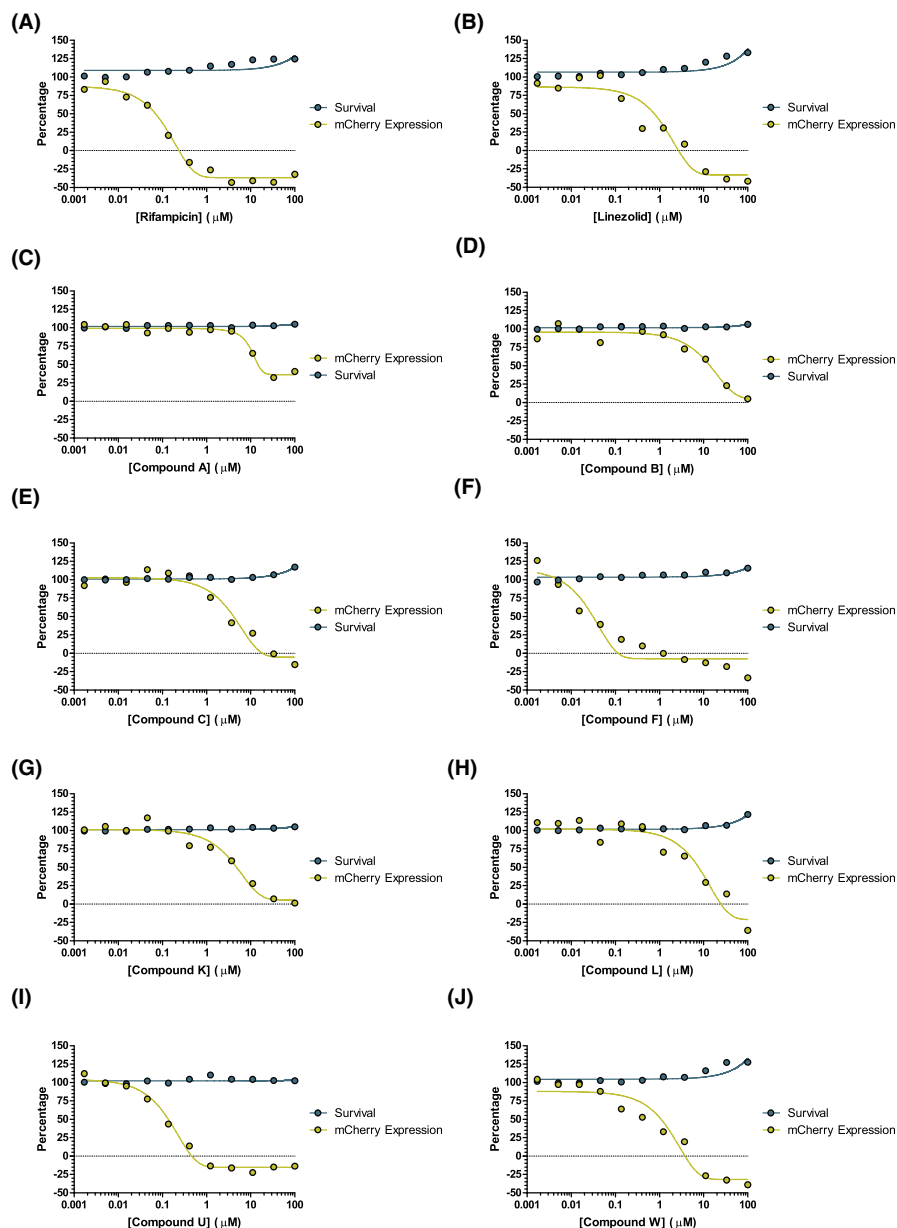 (A)
150
125
100
75
50
25
0
-25
-50
Percentage
0.001 0.01 0.1 1 10 100
[Rifampicin] ( μM)
Survival
mCherry Expression
(B)
150
125
100
75
50
25
0
-25
-50
Percentage
0.001 0.01 0.1 1 10 100
[Linezolid] ( μM)
Survival
mCherry Expression
(C)
150
125
100
75
50
25
0
-25
-50
Percentage
0.001 0.01 0.1 1 10 100
[Compound A] ( μM)
mCherry Expression
Survival
(D)
150
125
100
75
50
25
0
-25
-50
Percentage
0.001 0.01 0.1 1 10 100
[Compound B] ( μM)
mCherry Expression
Survival
(E)
150
125
100
75
50
25
0
-25
-50
Percentage
0.001 0.01 0.1 1 10 100
[Compound C] ( μM)
mCherry Expression
Survival
(F)
150
125
100
75
50
25
0
-25
-50
Percentage
0.001 0.01 0.1 1 10 100
[Compound F] ( μM)
Survival
mCherry Expression
(G)
150
125
100
75
50
25
0
-25
-50
Percentage
0.001 0.01 0.1 1 10 100
[Compound K] ( μM)
Survival
mCherry Expression
(H)
150
125
100
75
50
25
0
-25
-50
Percentage
0.001 0.01 0.1 1 10 100
[Compound L] ( μM)
Survival
mCherry Expression
(I)
150
125
100
75
50
25
0
-25
-50
Percentage
0.001 0.01 0.1 1 10 100
[Compound U] ( μM)
Survival
mCherry Expression
(J)
150
125
100
75
50
25
0
-25
-50
Percentage
0.001 0.01 0.1 1 10 100
[Compound W] ( μM)
Survival
mCherry Expression